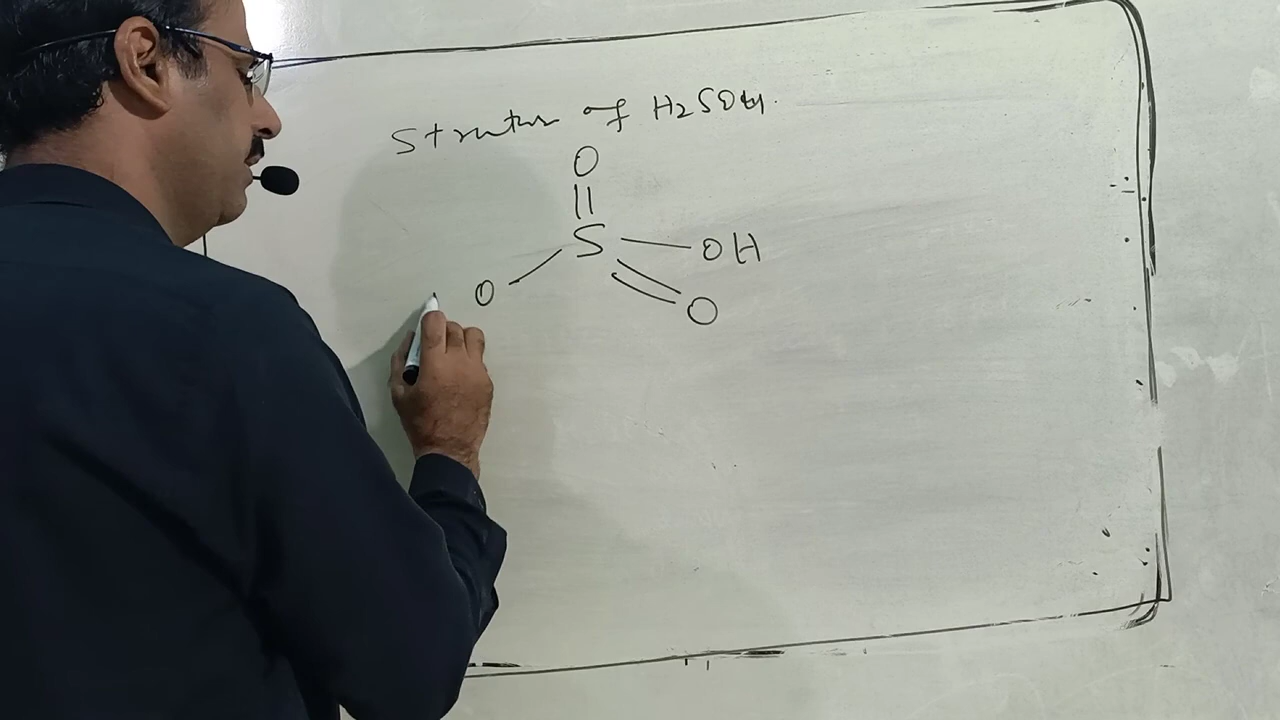 Structure of H2SO4.
O
||
S OH
O O